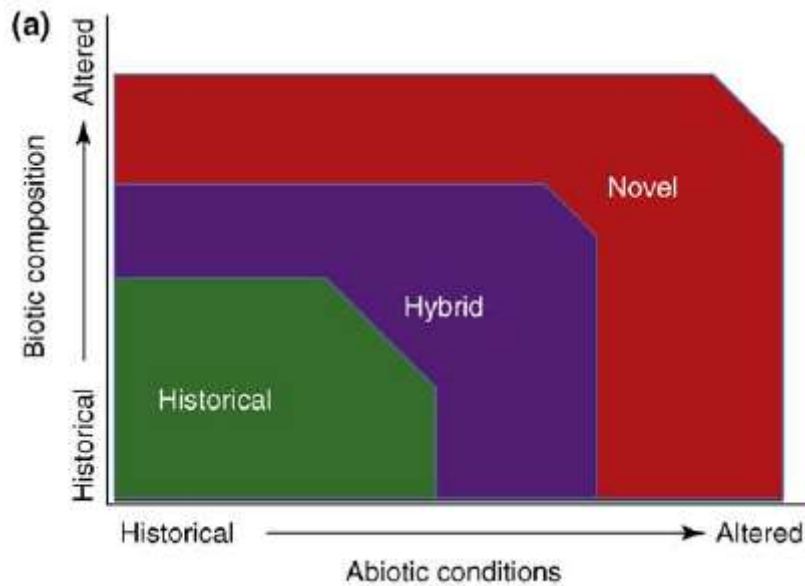 (a)
Altered
Biotic composition
Historical
Novel
Hybrid
Historical
Historical
Altered
Abiotic conditions